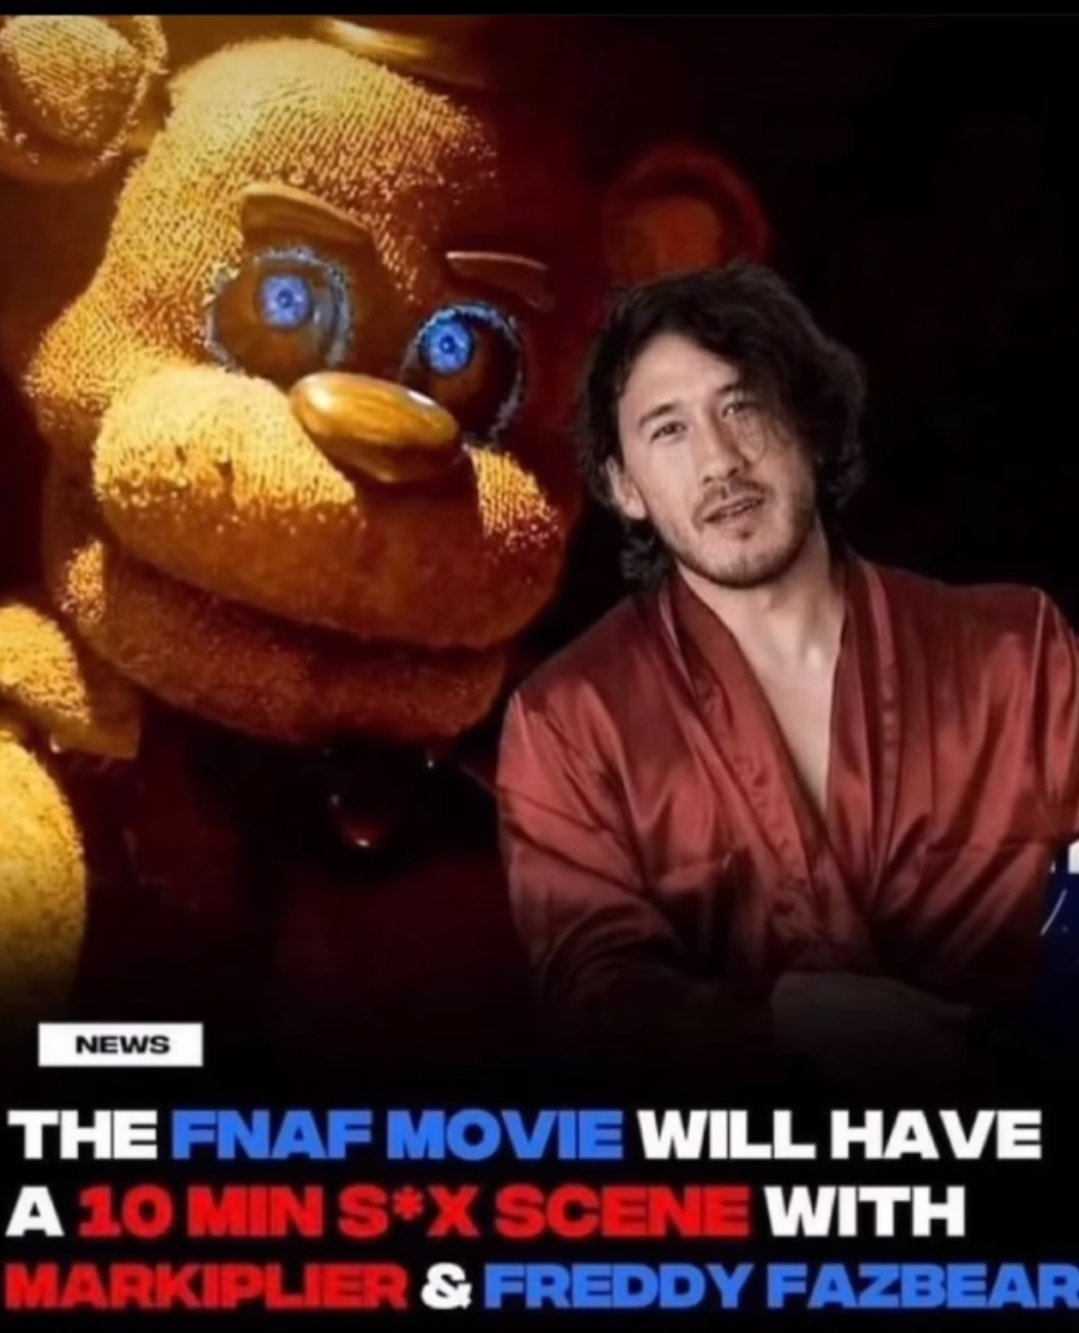 NEWS
THE FNAF MOVIE WILL HAVE
A 10 MIN S*X SCENE WITH
MARKIPLIER & FREDDY FAZBEAR